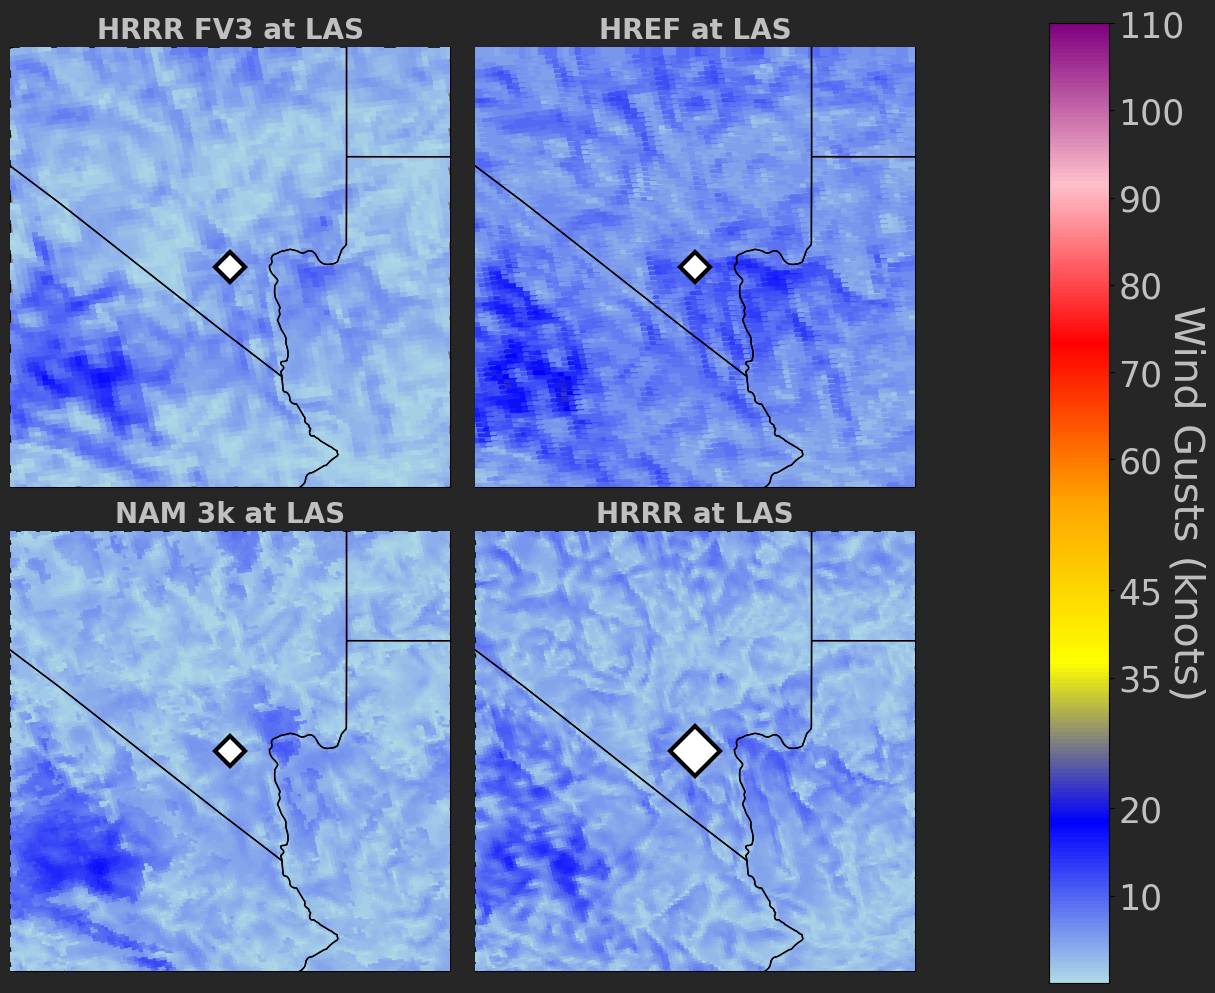 HRRR FV3 at LAS
HREF at LAS
NAM 3k at LAS
HRRR at LAS
110
100
90
80
70
60
45
35
20
10
Wind Gusts (knots)